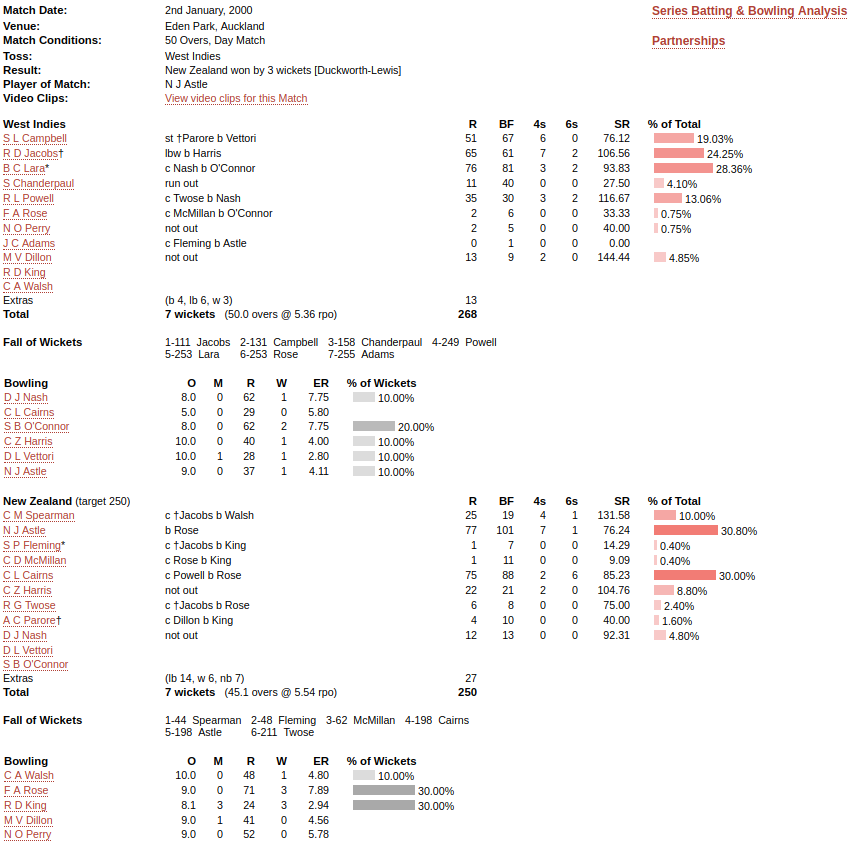 Match Date: 2nd January, 2000 Series Batting & Bowling Analysis
Venue: Eden Park, Auckland
Match Conditions: 50 Overs, Day Match Partnerships
Toss: West Indies
Result: New Zealand won by 3 wickets [Duckworth-Lewis]
Player of Match: N J Astle
Video Clips: View video clips for this Match
West Indies R BF 4s 6s SR % of Total
S L Campbell st †Parore b Vettori 51 67 6 0 76.12 19.03%
R D Jacobs† lbw b Harris 65 61 7 2 106.56 24.25%
B C Lara* c Nash b O'Connor 76 81 3 2 93.83 28.36%
S Chanderpaul run out 11 40 0 0 27.50 4.10%
R L Powell c Twose b Nash 35 30 3 2 116.67 13.06%
F A Rose c McMillan b O'Connor 2 6 0 0 33.33 0.75%
N O Perry not out 2 5 0 0 40.00 0.75%
J C Adams c Fleming b Astle 0 1 0 0 0.00
M V Dillon not out 13 9 2 0 144.44 4.85%
R D King
C A Walsh
Extras (b 4, lb 6, w 3) 13
Total 7 wickets (50.0 overs @ 5.36 rpo) 268
Fall of Wickets 1-111 Jacobs 2-131 Campbell 3-158 Chanderpaul 4-249 Powell
5-253 Lara 6-253 Rose 7-255 Adams
Bowling O M R W ER % of Wickets
D J Nash 8.0 0 62 1 7.75 10.00%
C L Cairns 5.0 0 29 0 5.80
S B O'Connor 8.0 0 62 2 7.75 20.00%
C Z Harris 10.0 0 40 1 4.00 10.00%
D L Vettori 10.0 1 28 1 2.80 10.00%
N J Astle 9.0 0 37 1 4.11 10.00%
New Zealand (target 250) R BF 4s 6s SR % of Total
C M Spearman c †Jacobs b Walsh 25 19 4 1 131.58 10.00%
N J Astle b Rose 77 101 7 1 76.24 30.80%
S P Fleming* c †Jacobs b King 1 7 0 0 14.29 0.40%
C D McMillan c Rose b King 1 11 0 0 9.09 0.40%
C L Cairns c Powell b Rose 75 88 2 6 85.23 30.00%
C Z Harris not out 22 21 2 0 104.76 8.80%
R G Twose c †Jacobs b Rose 6 8 0 0 75.00 2.40%
A C Parore† c Dillon b King 4 10 0 0 40.00 1.60%
D J Nash not out 12 13 0 0 92.31 4.80%
D L Vettori
S B O'Connor
Extras (lb 14, w 6, nb 7) 27
Total 7 wickets (45.1 overs @ 5.54 rpo) 250
Fall of Wickets 1-44 Spearman 2-48 Fleming 3-62 McMillan 4-198 Cairns
5-198 Astle 6-211 Twose
Bowling O M R W ER % of Wickets
C A Walsh 10.0 0 48 1 4.80 10.00%
F A Rose 9.0 0 71 3 7.89 30.00%
R D King 8.1 3 24 3 2.94 30.00%
M V Dillon 9.0 1 41 0 4.56
N O Perry 9.0 0 52 0 5.78